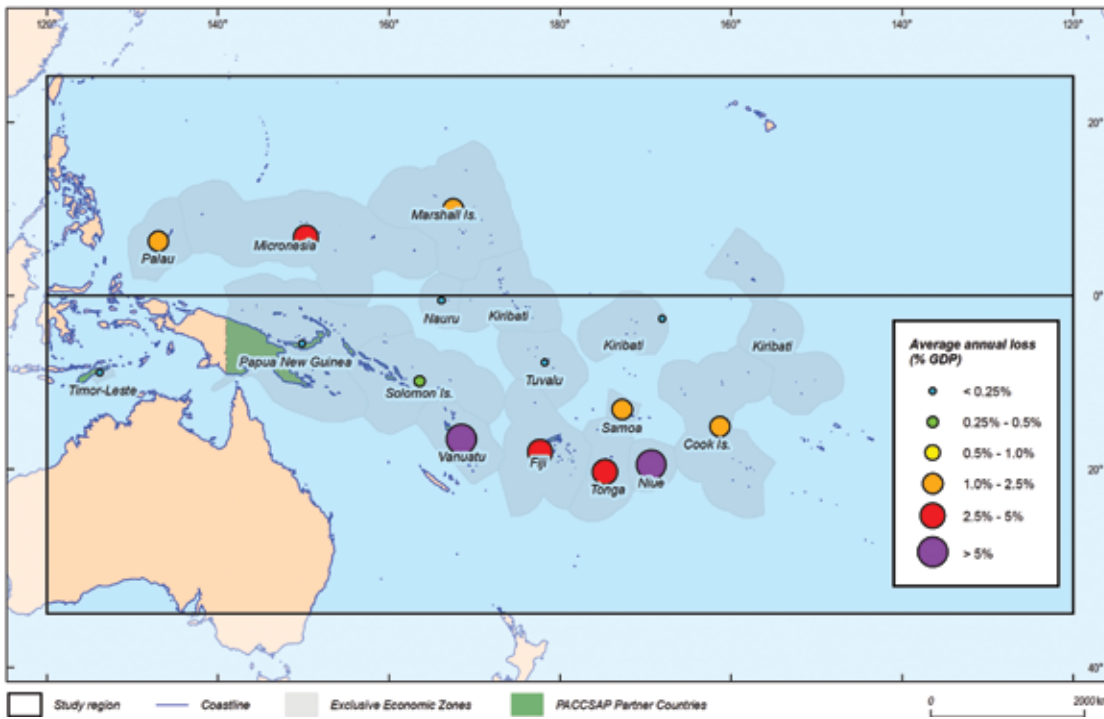 120° 140° 160° 180° 160° 140° 120°
20°
Marshall Is.
Micronesia
Palau
0°
Nauru
Kiribati
Kiribati
Kiribati
Papua New Guinea
Tuvalu
Timor-Leste
Solomon Is.
Samoa
Cook Is.
Vanuatu
Fiji
Tonga
Niue
20°
Average annual loss
(% GDP)
< 0.25%
0.25% - 0.5%
0.5% - 1.0%
1.0% - 2.5%
2.5% - 5%
> 5%
40°
Study region
Coastline
Exclusive Economic Zones
PACCSAP Partner Countries
0 2000